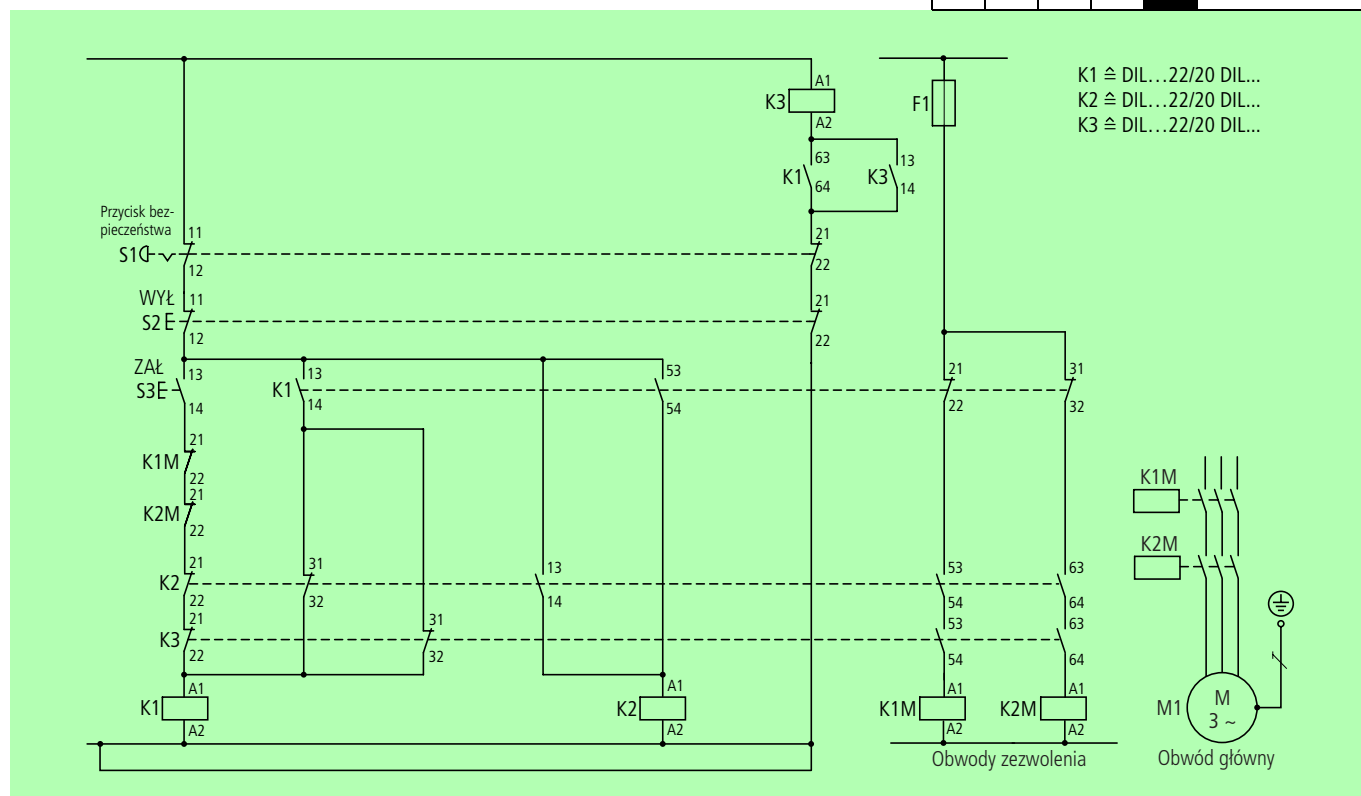 K1 ≙ DIL…22/20 DIL...
K2 ≙ DIL…22/20 DIL...
K3 ≙ DIL…22/20 DIL...
A1
K3
A2
F1
63
13
K1
K3
64
14
Przycisk bez-
pieczeństwa
11
21
S1
12
22
WYŁ
11
21
S2
12
22
ZAŁ
13
13
53
21
31
S3
K1
14
14
54
22
32
21
K1M
22
21
K2M
22
21
31
13
53
63
K2
22
32
14
54
64
21
31
53
63
K3
22
32
54
64
A1
A1
A1
A1
K1
K2
K1M
K2M
A2
A2
A2
A2
K1M
K2M
M1
M
3 ~
Obwody zezwolenia
Obwód główny